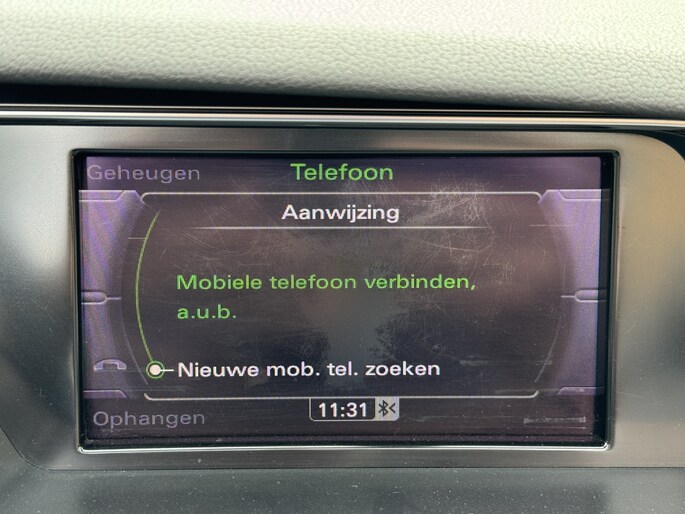 Geheugen
Telefoon
Aanwijzing
Mobiele telefoon verbinden,
a.u.b.
Nieuwe mob. tel. zoeken
Ophangen
11:31